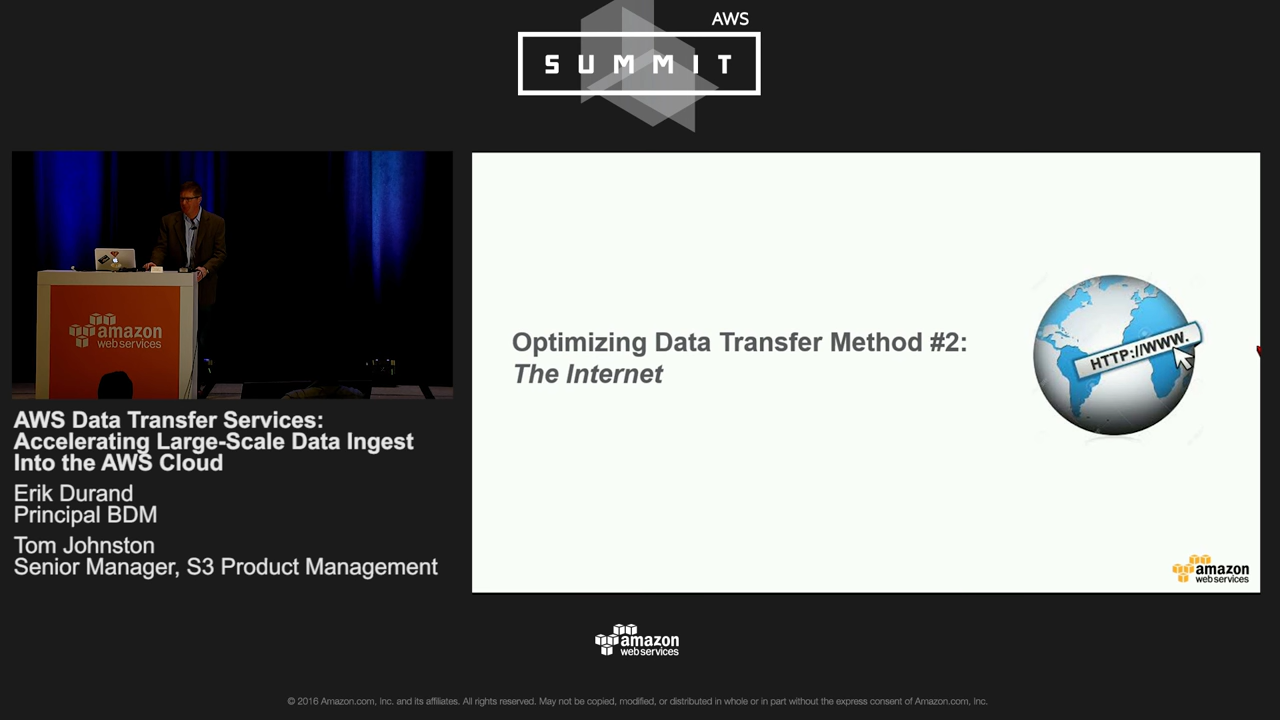 AWS
SUMMIT
amazon
web services
Optimizing Data Transfer Method #2:
The Internet
HTTP://WWW.
amazon
web services
AWS Data Transfer Services:
Accelerating Large-Scale Data Ingest
Into the AWS Cloud
Erik Durand
Principal BDM
Tom Johnston
Senior Manager, S3 Product Management
amazon
web services
© 2016 Amazon.com, Inc. and its affiliates. All rights reserved. May not be copied, modified, or distributed in whole or in part without the express consent of Amazon.com, Inc.